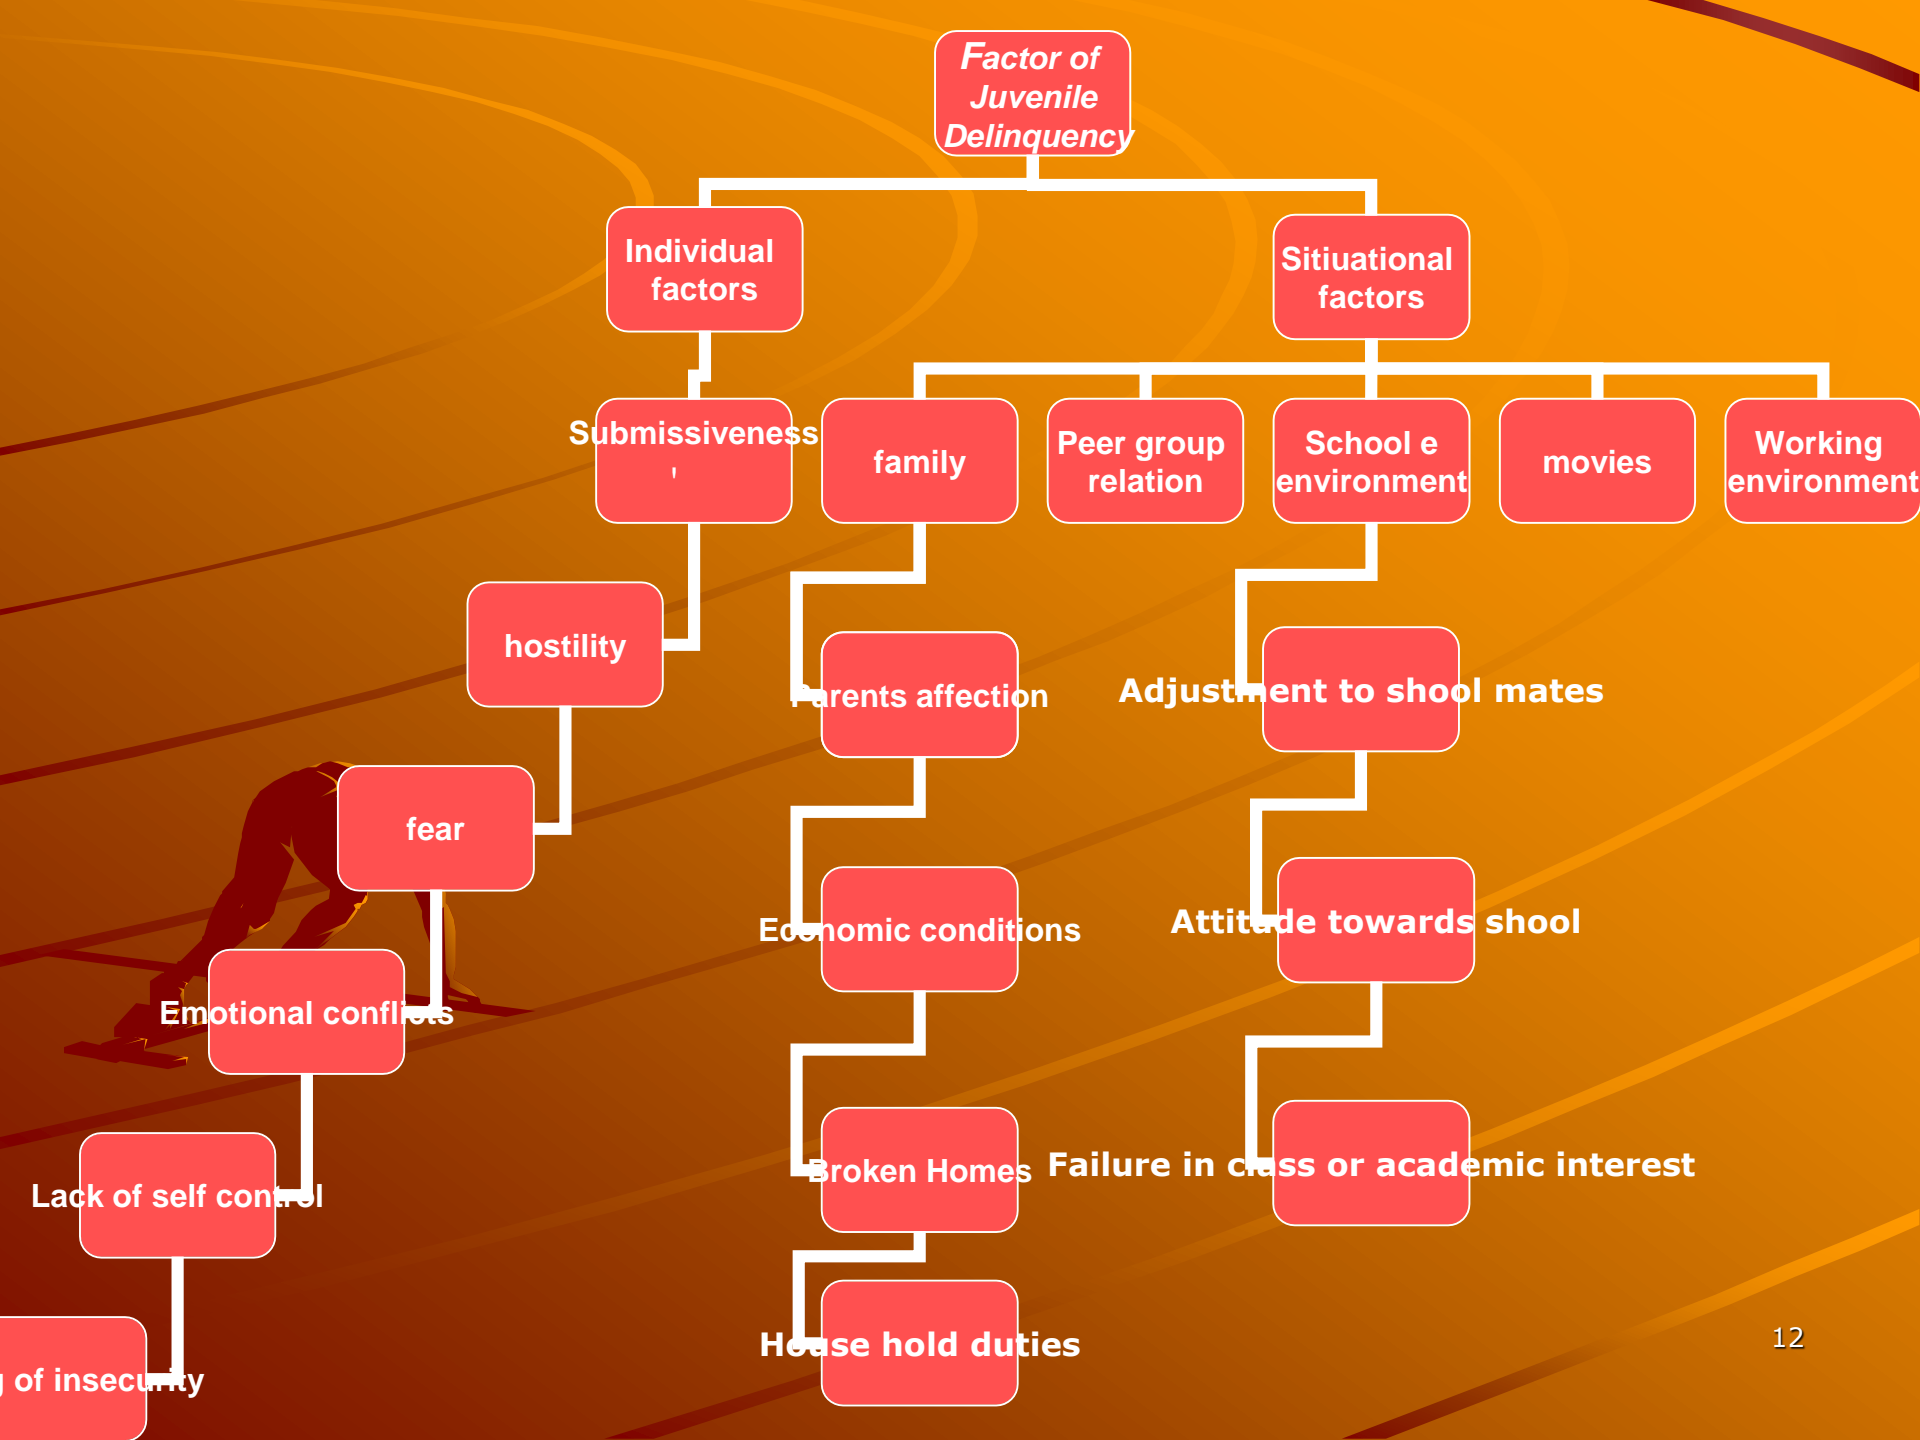 Factor of
Juvenile
Delinquency
Individual
factors
Sitiuational
factors
Submissiveness
'
family
Peer group
relation
School e
environment
movies
Working
environment
hostility
Parents affection
Adjustment to shool mates
fear
Economic conditions
Attitude towards shool
Emotional conflicts
Broken Homes
Failure in class or academic interest
Lack of self control
House hold duties
12
of insecurity